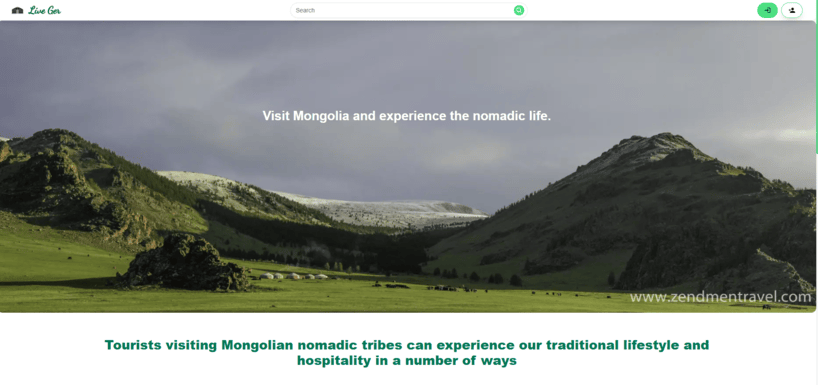 Live Ger
Search
Visit Mongolia and experience the nomadic life.
www.zendmentravel.com
Tourists visiting Mongolian nomadic tribes can experience our traditional lifestyle and
hospitality in a number of ways